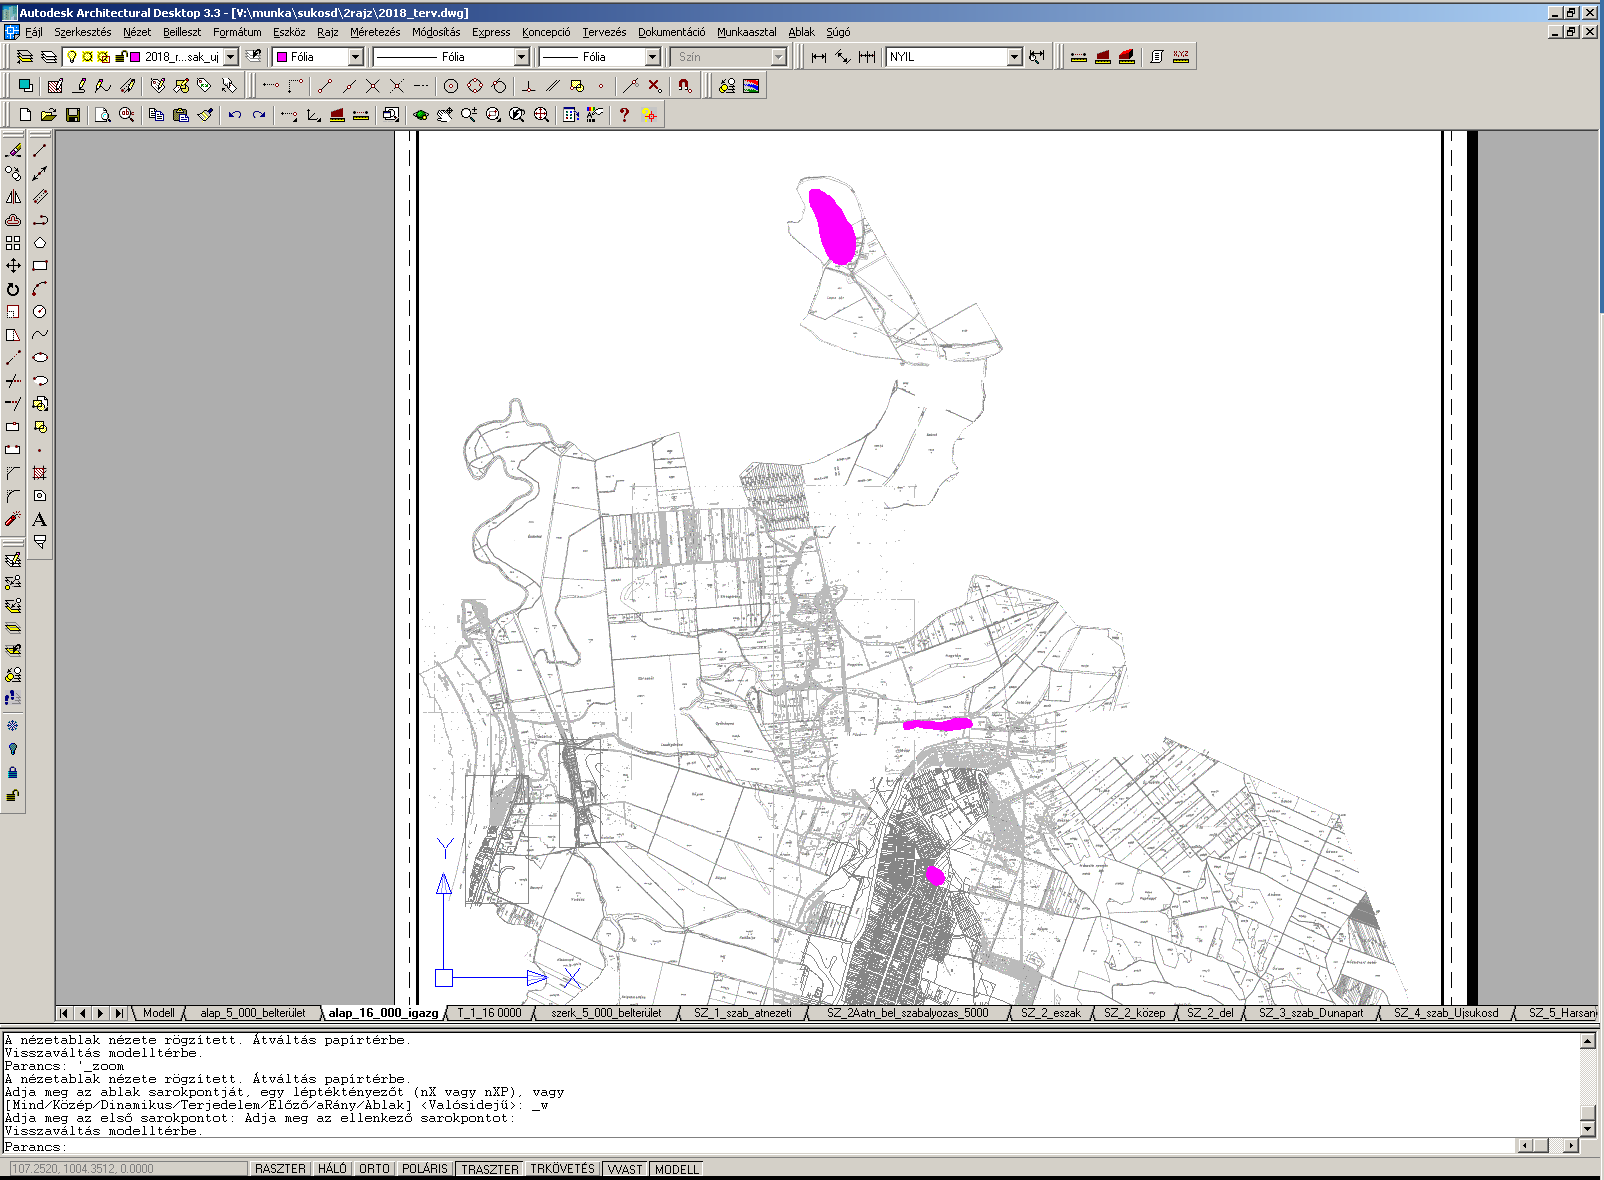 Autodesk Architectural Desktop 3.3 - [V:\munka\sukosd\2rajz\2018_terv.dwg]
Fájl Szerkesztés Nézet Beilleszt Formátum Eszköz Rajz Méretezés Módosítás Express Koncepció Tervezés Dokumentáció Munkaasztal Ablak Súgó
2018_r...sak_uj Fólia Fólia Fólia Szín NYIL
Y
X
Modell alap_5_000_belterület alap_16_000_igazg T_1_16 0000 szerk_5_000_belterület SZ_1_szab_atnezeti SZ_2Aatn_bel_szabalyozas_5000 SZ_2_eszak SZ_2_közep SZ_2_del SZ_3_szab_Dunapart SZ_4_szab_Ujsukosd SZ_5_Harsan
A nézetablak nézete rögzített. Átváltás papírtérbe.
Visszaváltás modelltérbe.
Parancs: '_zoom
A nézetablak nézete rögzített. Átváltás papírtérbe.
Adja meg az ablak sarokpontját, egy léptéktényezőt (nX vagy nXP), vagy
[Mind/Közép/Dinamikus/Terjedelem/Előző/aRány/Ablak] <Valósidejű>: _w
Adja meg az első sarokpontot: Adja meg az ellenkező sarokpontot:
Visszaváltás modelltérbe.
Parancs:
107.2520, 1004.3512, 0.0000 RASZTER HÁLÓ ORTO POLÁRIS TRASZTER TRKÖVETÉS VVAST MODELL